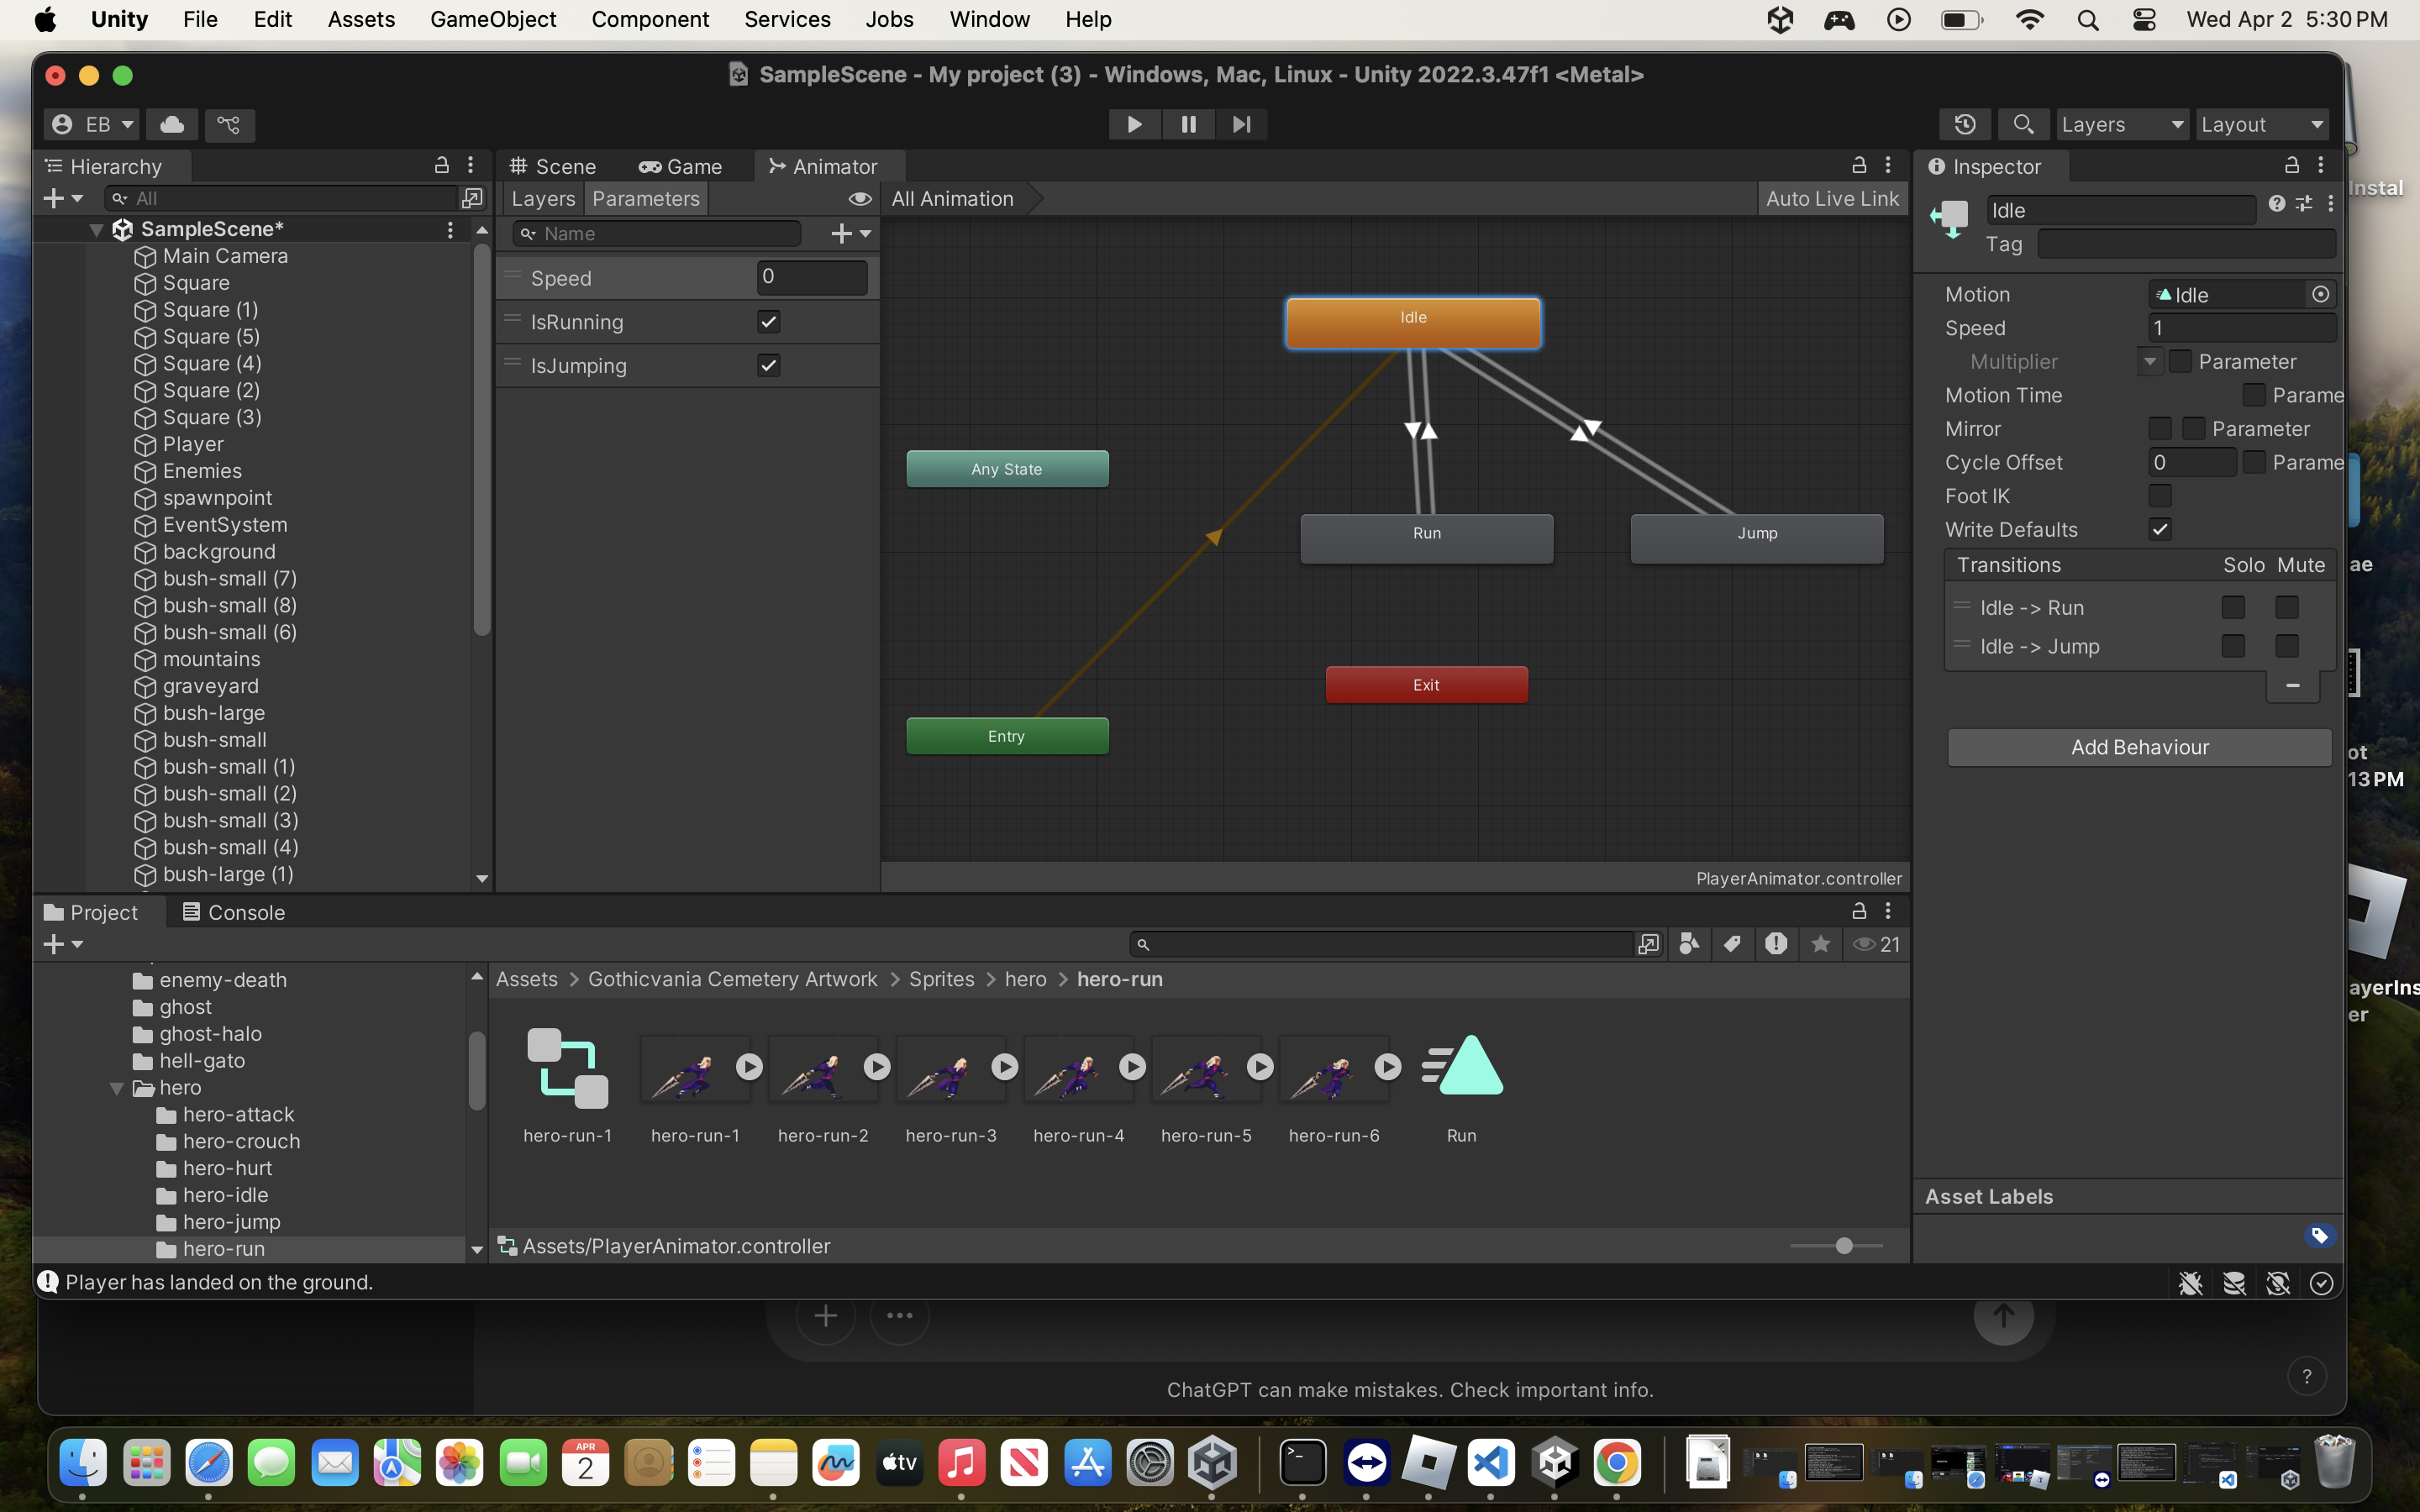 Unity File Edit Assets GameObject Component Services Jobs Window Help Wed Apr 2 5:30 PM
SampleScene - My project (3) - Windows, Mac, Linux - Unity 2022.3.47f1 <Metal>
EB Layers Layout
Hierarchy
All
SampleScene*
Main Camera
Square
Square (1)
Square (5)
Square (4)
Square (2)
Square (3)
Player
Enemies
spawnpoint
EventSystem
background
bush-small (7)
bush-small (8)
bush-small (6)
mountains
graveyard
bush-large
bush-small
bush-small (1)
bush-small (2)
bush-small (3)
bush-small (4)
bush-large (1)
Scene Game Animator
Layers Parameters All Animation Auto Live Link
Name
Speed 0
IsRunning
IsJumping
Idle
Any State
Run Jump
Exit
Entry
PlayerAnimator.controller
Inspector
Idle
Tag
Motion Idle
Speed 1
Multiplier Parameter
Motion Time Parame
Mirror Parameter
Cycle Offset 0 Parame
Foot IK
Write Defaults
Transitions Solo Mute
Idle -> Run
Idle -> Jump
Add Behaviour
Asset Labels
Project Console
21
enemy-death
ghost
ghost-halo
hell-gato
hero
hero-attack
hero-crouch
hero-hurt
hero-idle
hero-jump
hero-run
Assets > Gothicvania Cemetery Artwork > Sprites > hero > hero-run
hero-run-1 hero-run-1 hero-run-2 hero-run-3 hero-run-4 hero-run-5 hero-run-6 Run
Assets/PlayerAnimator.controller
Player has landed on the ground.
Instal
ae
ot
13 PM
ayerIns
er
ChatGPT can make mistakes. Check important info.
?
APR
2
tv